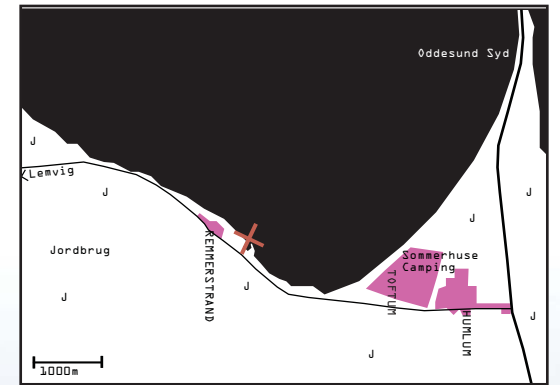 Oddesund Syd
J
<Lemvig
J
J
J
REMMERSTRAND
Jordbrug
Sommerhuse
Camping
TOFTUM
J
J
HUMLUM
J
J
1000m